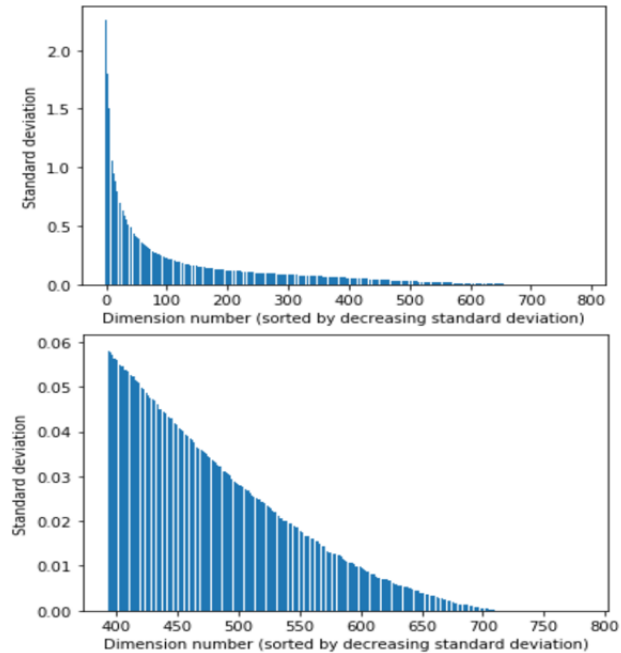 2.0
1.5
1.0
0.5
0.0
Standard deviation
0 100 200 300 400 500 600 700 800
Dimension number (sorted by decreasing standard deviation)
0.06
0.05
0.04
0.03
0.02
0.01
0.00
Standard deviation
400 450 500 550 600 650 700 750 800
Dimension number (sorted by decreasing standard deviation)